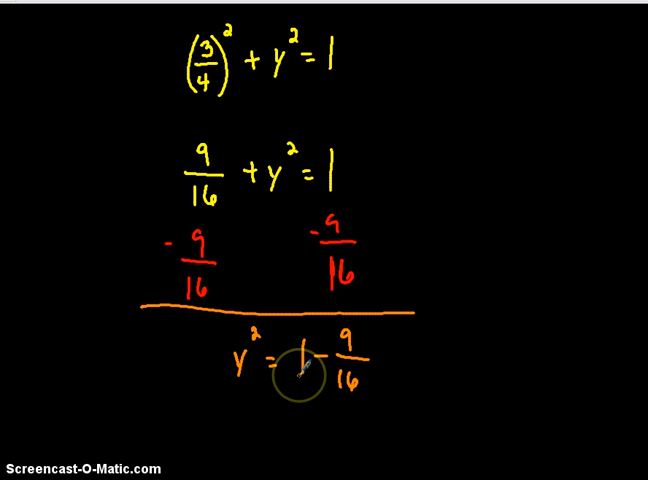 (3/4)² + y² = 1
9/16 + y² = 1
- 9/16 - 9/16
y² = 1 - 9/16
Screencast-O-Matic.com